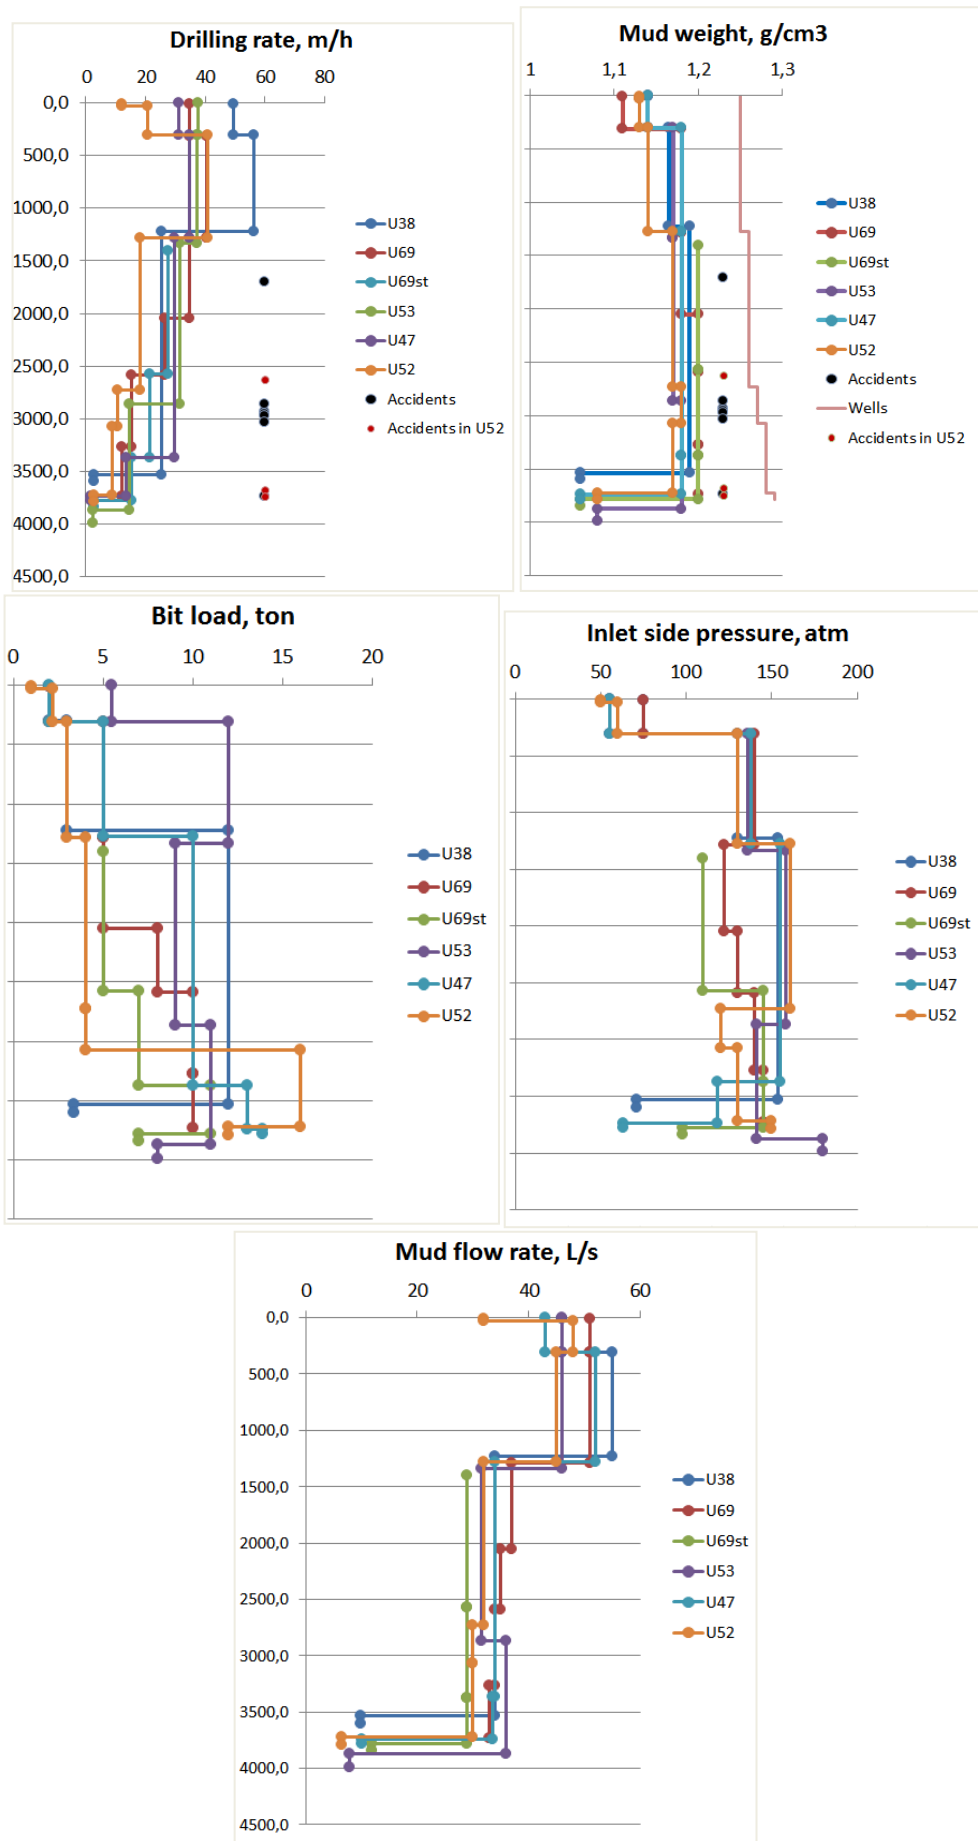 Drilling rate, m/h
0 20 40 60 80
0,0
500,0
1000,0
1500,0
2000,0
2500,0
3000,0
3500,0
4000,0
4500,0
U38
U69
U69st
U53
U47
U52
Accidents
Accidents in U52
Mud weight, g/cm3
1 1,1 1,2 1,3
U38
U69
U69st
U53
U47
U52
Accidents
Wells
Accidents in U52
Bit load, ton
0 5 10 15 20
U38
U69
U69st
U53
U47
U52
Inlet side pressure, atm
0 50 100 150 200
U38
U69
U69st
U53
U47
U52
Mud flow rate, L/s
0 20 40 60
0,0
500,0
1000,0
1500,0
2000,0
2500,0
3000,0
3500,0
4000,0
4500,0
U38
U69
U69st
U53
U47
U52